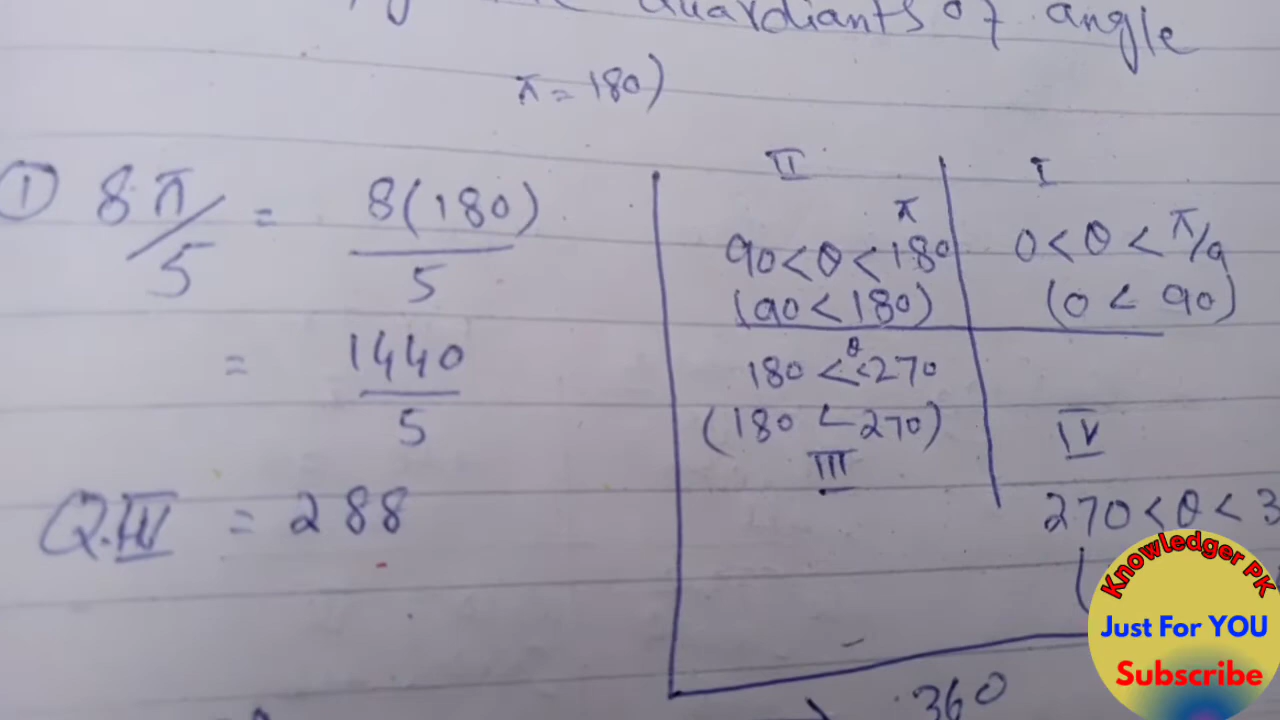 Quardiants of angle
π = 180)
① 8π/5 = 8(180)/5
= 1440/5
Q.IV = 288
II
π
90<θ<180
(90<180)
I
0<θ<π/2
(0< 90)
θ
180 <<270
(180 <270)
III
IV
270<θ<3
(
360
Knowledger PK
Just For YOU
Subscribe